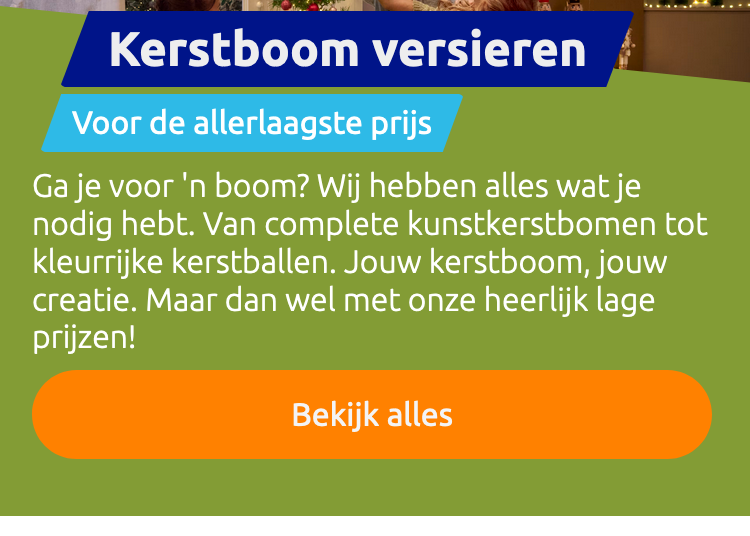 Kerstboom versieren
Voor de allerlaagste prijs
Ga je voor 'n boom? Wij hebben alles wat je
nodig hebt. Van complete kunstkerstbomen tot
kleurrijke kerstballen. Jouw kerstboom, jouw
creatie. Maar dan wel met onze heerlijk lage
prijzen!
Bekijk alles